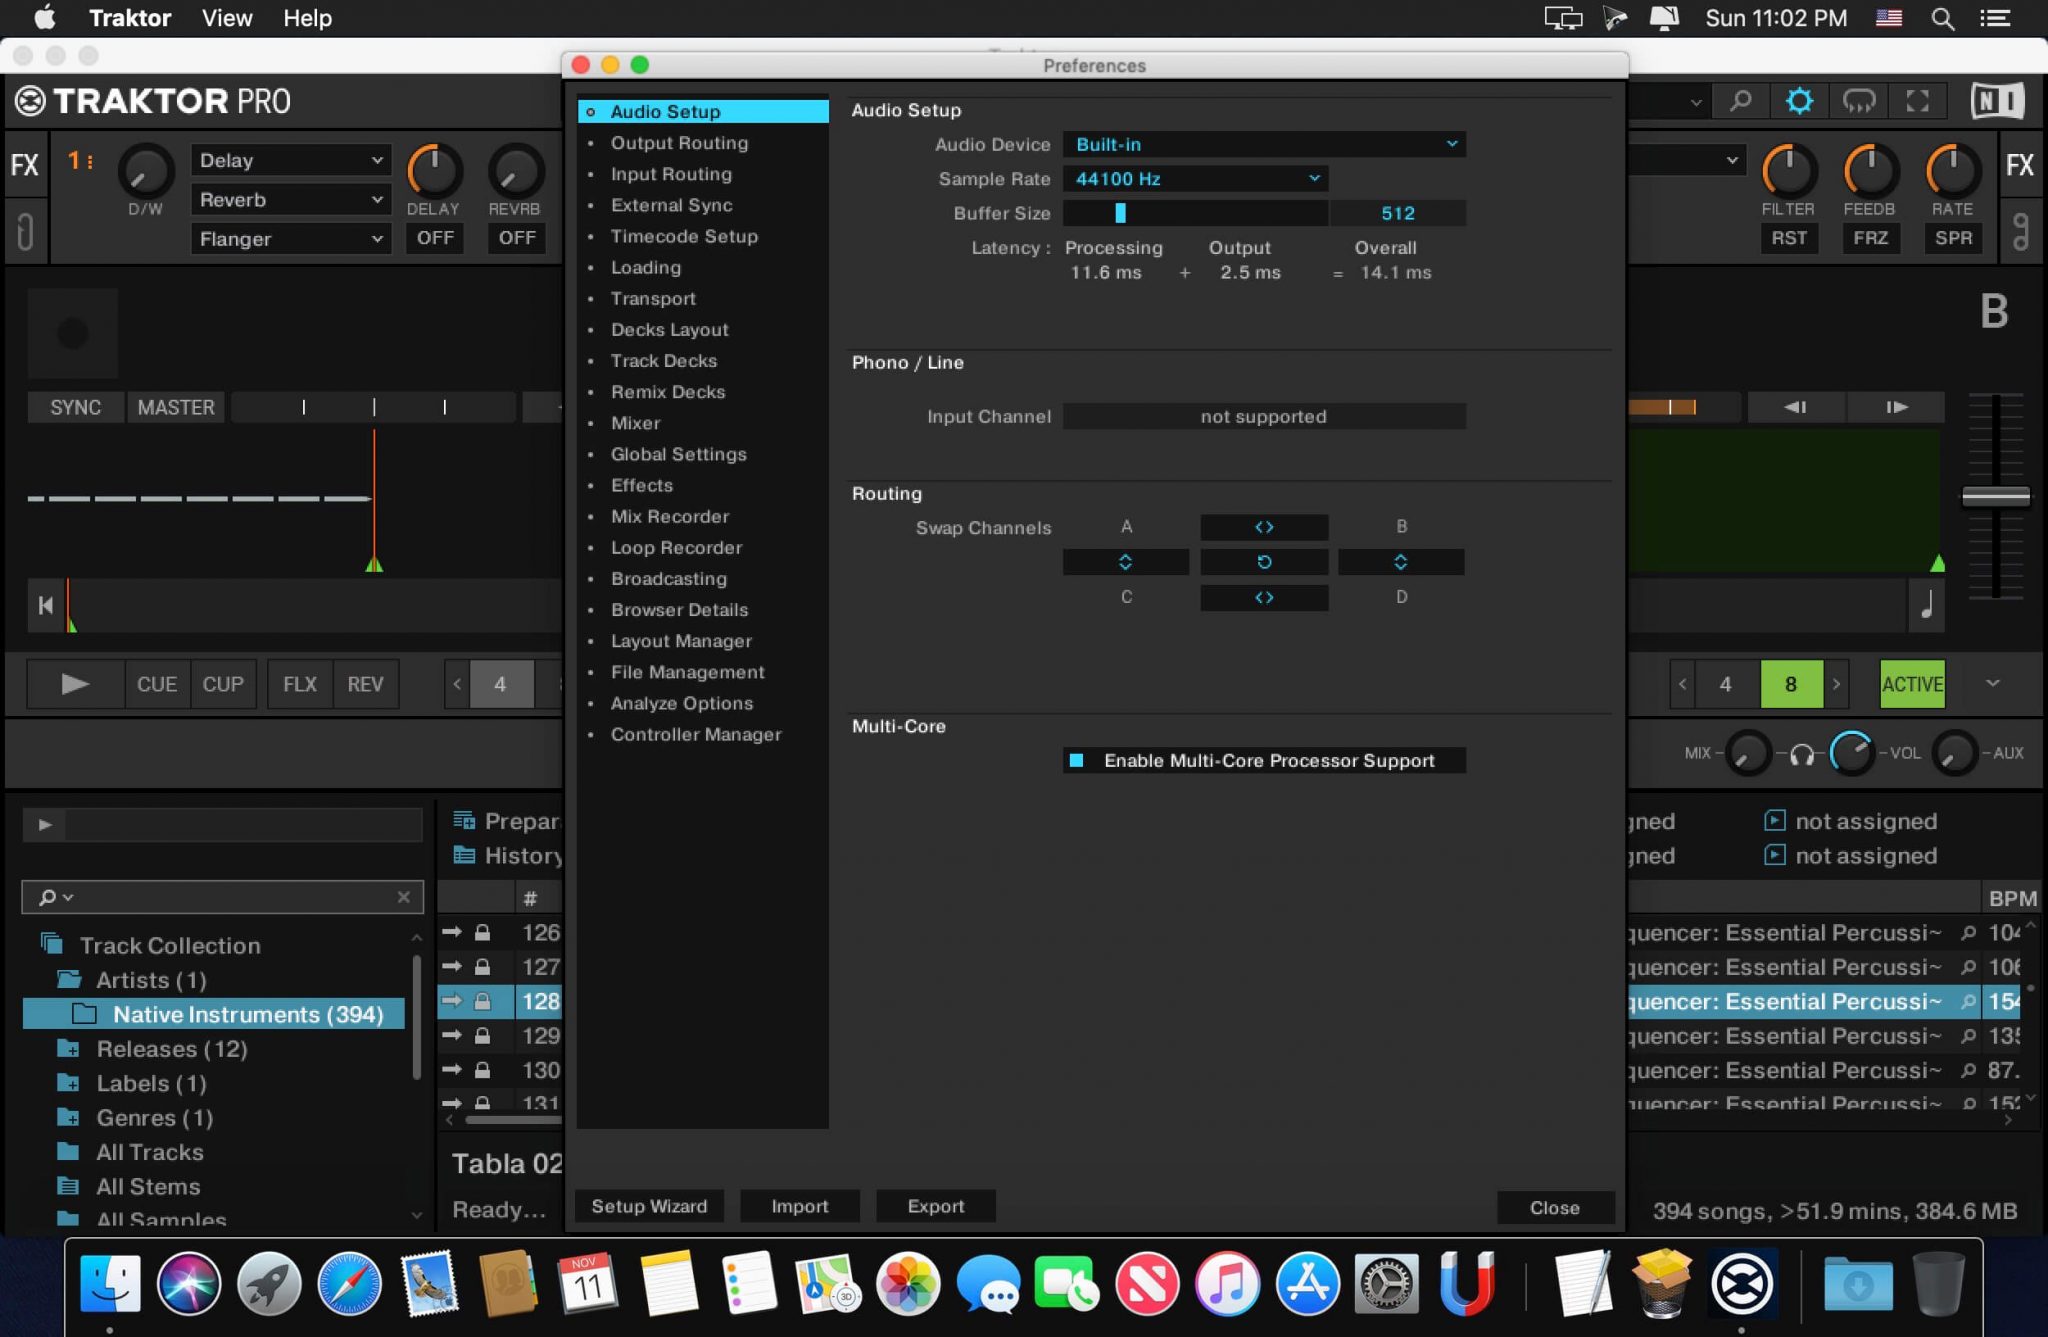 Traktor View Help Sun 11:02 PM
Preferences
TRAKTOR PRO
NI
FX 1 Delay
Reverb
Flanger
D/W DELAY REVRB
OFF OFF
FILTER FEEDB RATE FX
RST FRZ SPR
B
SYNC MASTER
CUE CUP FLX REV < 4
< 4 8 > ACTIVE
MIX VOL AUX
Audio Setup
Output Routing
Input Routing
External Sync
Timecode Setup
Loading
Transport
Decks Layout
Track Decks
Remix Decks
Mixer
Global Settings
Effects
Mix Recorder
Loop Recorder
Broadcasting
Browser Details
Layout Manager
File Management
Analyze Options
Controller Manager
Audio Setup
Audio Device Built-in
Sample Rate 44100 Hz
Buffer Size 512
Latency : Processing Output Overall
11.6 ms + 2.5 ms = 14.1 ms
Phono / Line
Input Channel not supported
Routing
Swap Channels A <> B
C <> D
Multi-Core
Enable Multi-Core Processor Support
Setup Wizard Import Export Close
Prepar
History
gned not assigned
gned not assigned
# BPM
126 quencer: Essential Percussi~ 104
127 quencer: Essential Percussi~ 106
128 quencer: Essential Percussi~ 154
129 quencer: Essential Percussi~ 135
130 quencer: Essential Percussi~ 87.
131 quencer: Essential Percussi~ 152
Track Collection
Artists (1)
Native Instruments (394)
Releases (12)
Labels (1)
Genres (1)
All Tracks
All Stems
All Samples
Tabla 02
Ready...
394 songs, >51.9 mins, 384.6 MB
NOV
11
3D